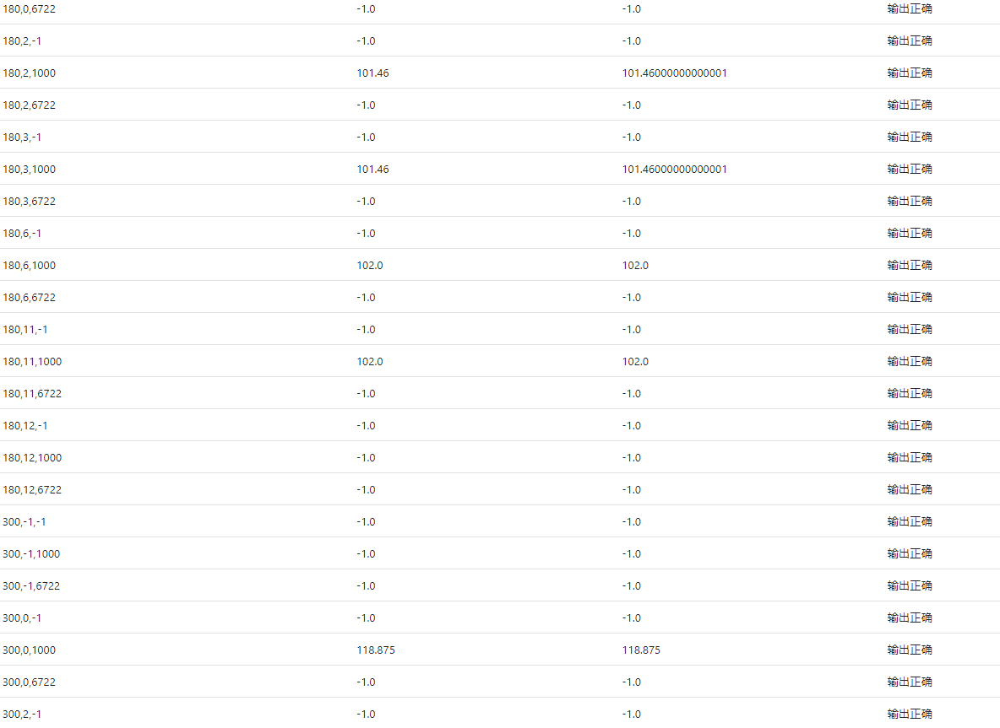 180,0,6722 -1.0 -1.0 输出正确
180,2,-1 -1.0 -1.0 输出正确
180,2,1000 101.46 101.46000000000001 输出正确
180,2,6722 -1.0 -1.0 输出正确
180,3,-1 -1.0 -1.0 输出正确
180,3,1000 101.46 101.46000000000001 输出正确
180,3,6722 -1.0 -1.0 输出正确
180,6,-1 -1.0 -1.0 输出正确
180,6,1000 102.0 102.0 输出正确
180,6,6722 -1.0 -1.0 输出正确
180,11,-1 -1.0 -1.0 输出正确
180,11,1000 102.0 102.0 输出正确
180,11,6722 -1.0 -1.0 输出正确
180,12,-1 -1.0 -1.0 输出正确
180,12,1000 -1.0 -1.0 输出正确
180,12,6722 -1.0 -1.0 输出正确
300,-1,-1 -1.0 -1.0 输出正确
300,-1,1000 -1.0 -1.0 输出正确
300,-1,6722 -1.0 -1.0 输出正确
300,0,-1 -1.0 -1.0 输出正确
300,0,1000 118.875 118.875 输出正确
300,0,6722 -1.0 -1.0 输出正确
300,2,-1 -1.0 -1.0 输出正确